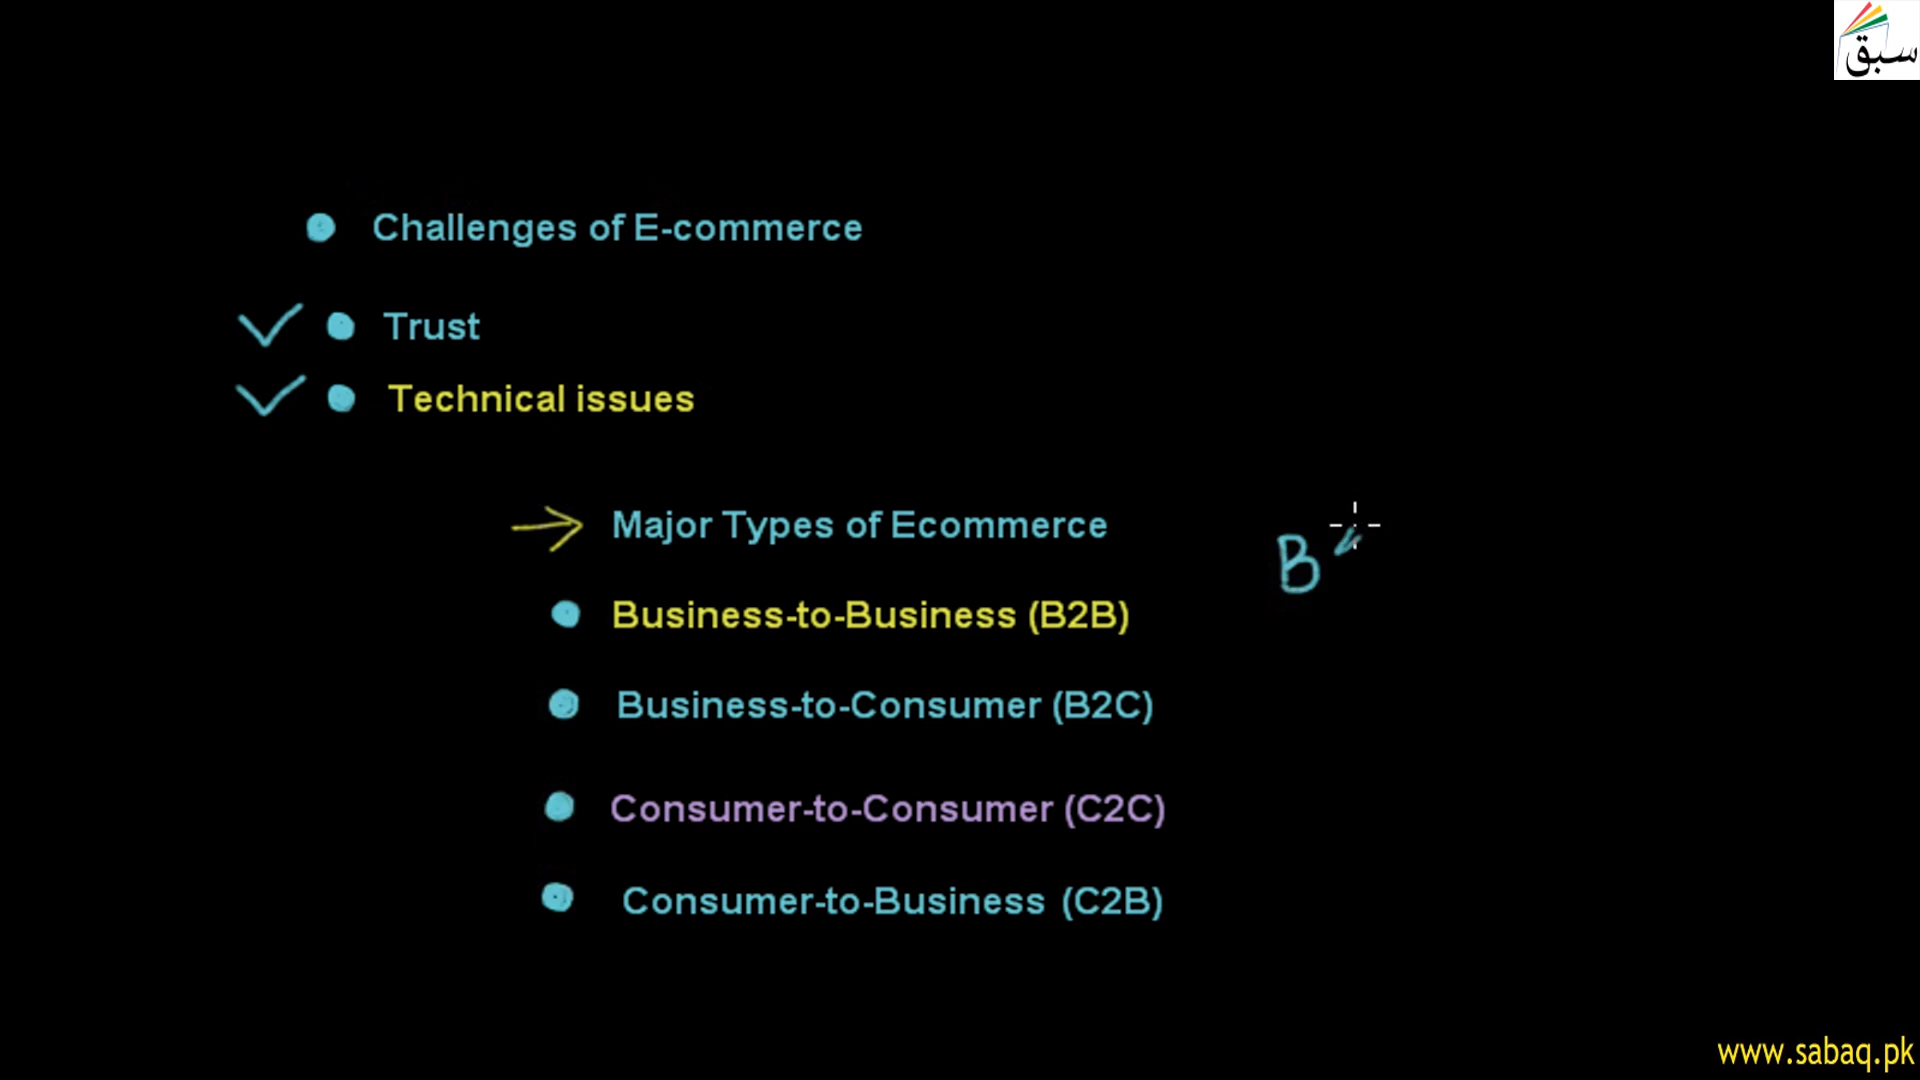 سبق
Challenges of E-commerce
Trust
Technical issues
Major Types of Ecommerce
B
Business-to-Business (B2B)
Business-to-Consumer (B2C)
Consumer-to-Consumer (C2C)
Consumer-to-Business (C2B)
www.sabaq.pk